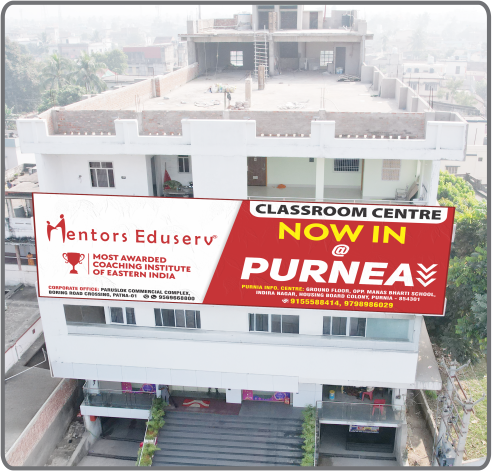 Mentors Eduserv®
MOST AWARDED
COACHING INSTITUTE
OF EASTERN INDIA
CORPORATE OFFICE: PARUSLOK COMMERCIAL COMPLEX,
BORING ROAD CROSSING, PATNA-01 9569668800
CLASSROOM CENTRE
NOW IN
@
PURNEA
PURNIA INFO. CENTRE: GROUND FLOOR, OPP. MANAS BHARTI SCHOOL,
INDIRA NAGAR, HOUSING BOARD COLONY, PURNIA - 854301
9155588414, 9798986029